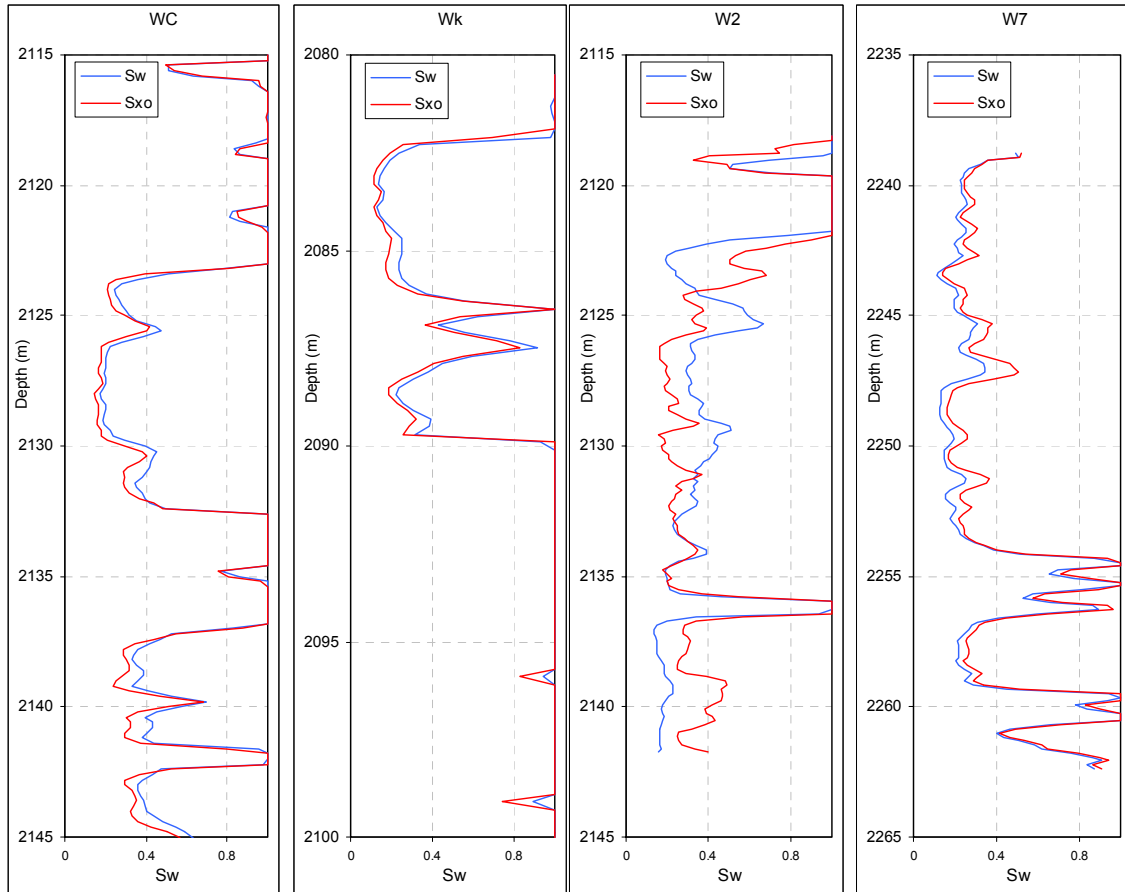 WC
2115
Sw
Sxo
2120
2125
Depth (m)
2130
2135
2140
2145
0
0.4
0.8
Sw
Wk
2080
Sw
Sxo
2085
Depth (m)
2090
2095
2100
0
0.4
0.8
Sw
W2
2115
Sw
Sxo
2120
2125
Depth (m)
2130
2135
2140
2145
0
0.4
0.8
Sw
W7
2235
Sw
Sxo
2240
2245
Depth (m)
2250
2255
2260
2265
0
0.4
0.8
Sw